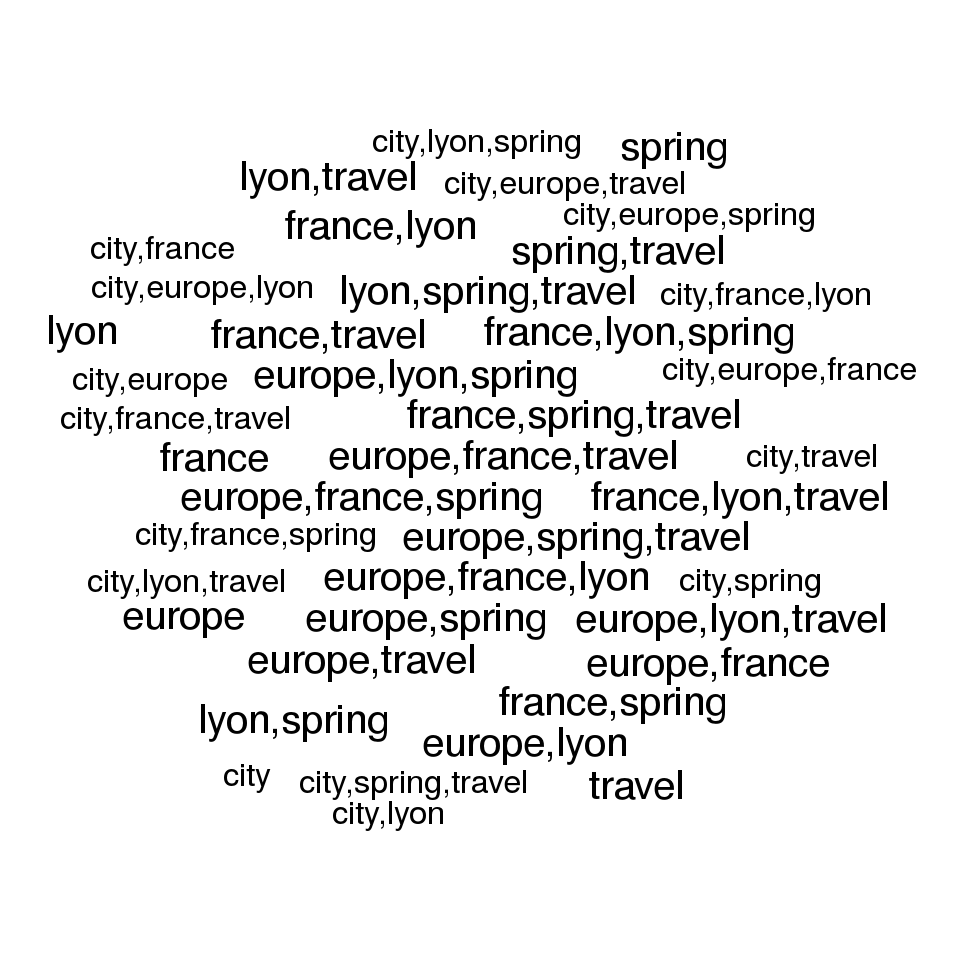 city,lyon,spring spring
lyon,travel city,europe,travel
france,lyon city,europe,spring
city,france spring,travel
city,europe,lyon lyon,spring,travel city,france,lyon
lyon france,travel france,lyon,spring
city,europe europe,lyon,spring city,europe,france
city,france,travel france,spring,travel
france europe,france,travel city,travel
europe,france,spring france,lyon,travel
city,france,spring europe,spring,travel
city,lyon,travel europe,france,lyon city,spring
europe europe,spring europe,lyon,travel
europe,travel europe,france
lyon,spring france,spring
europe,lyon
city city,spring,travel travel
city,lyon